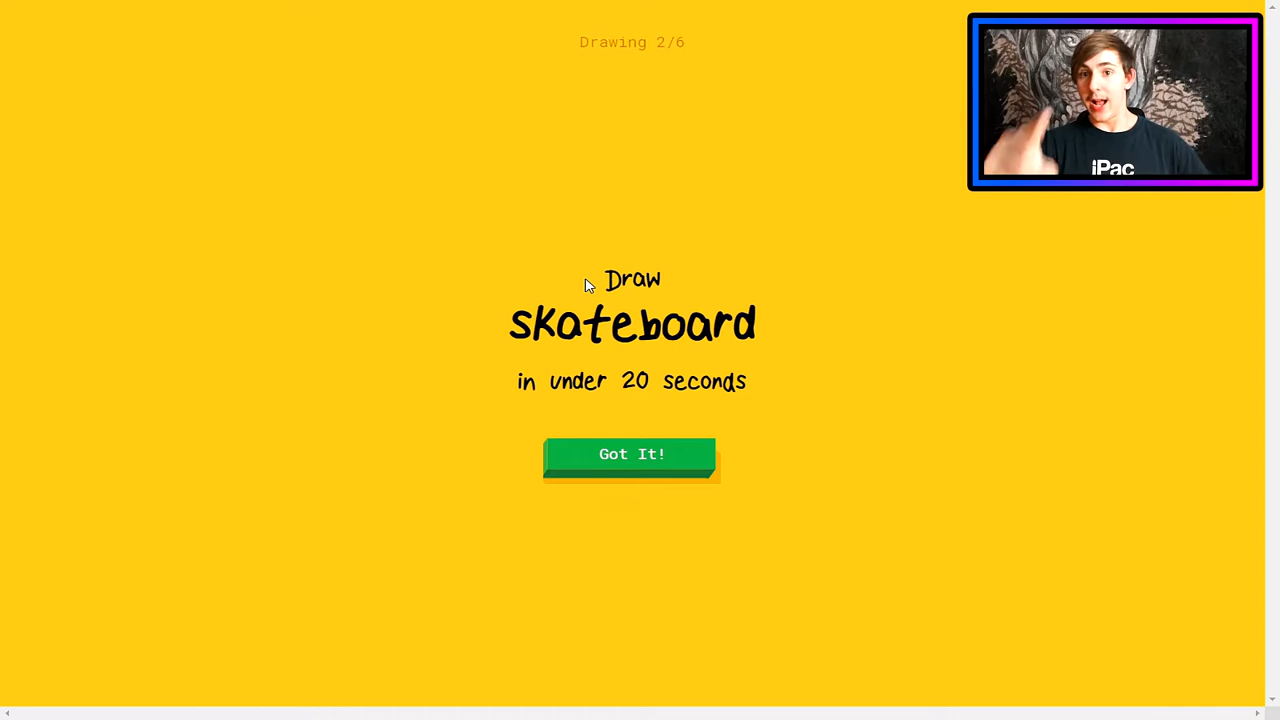 Drawing 2/6
iPac
Draw
skateboard
in under 20 seconds
Got It!